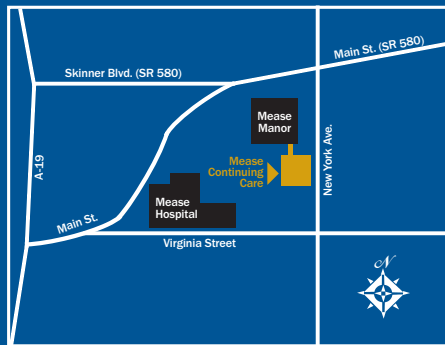 Main St. (SR 580)
Skinner Blvd. (SR 580)
Mease
Manor
New York Ave.
A-19
Mease
Continuing
Care
Mease
Hospital
Main St.
Virginia Street
N